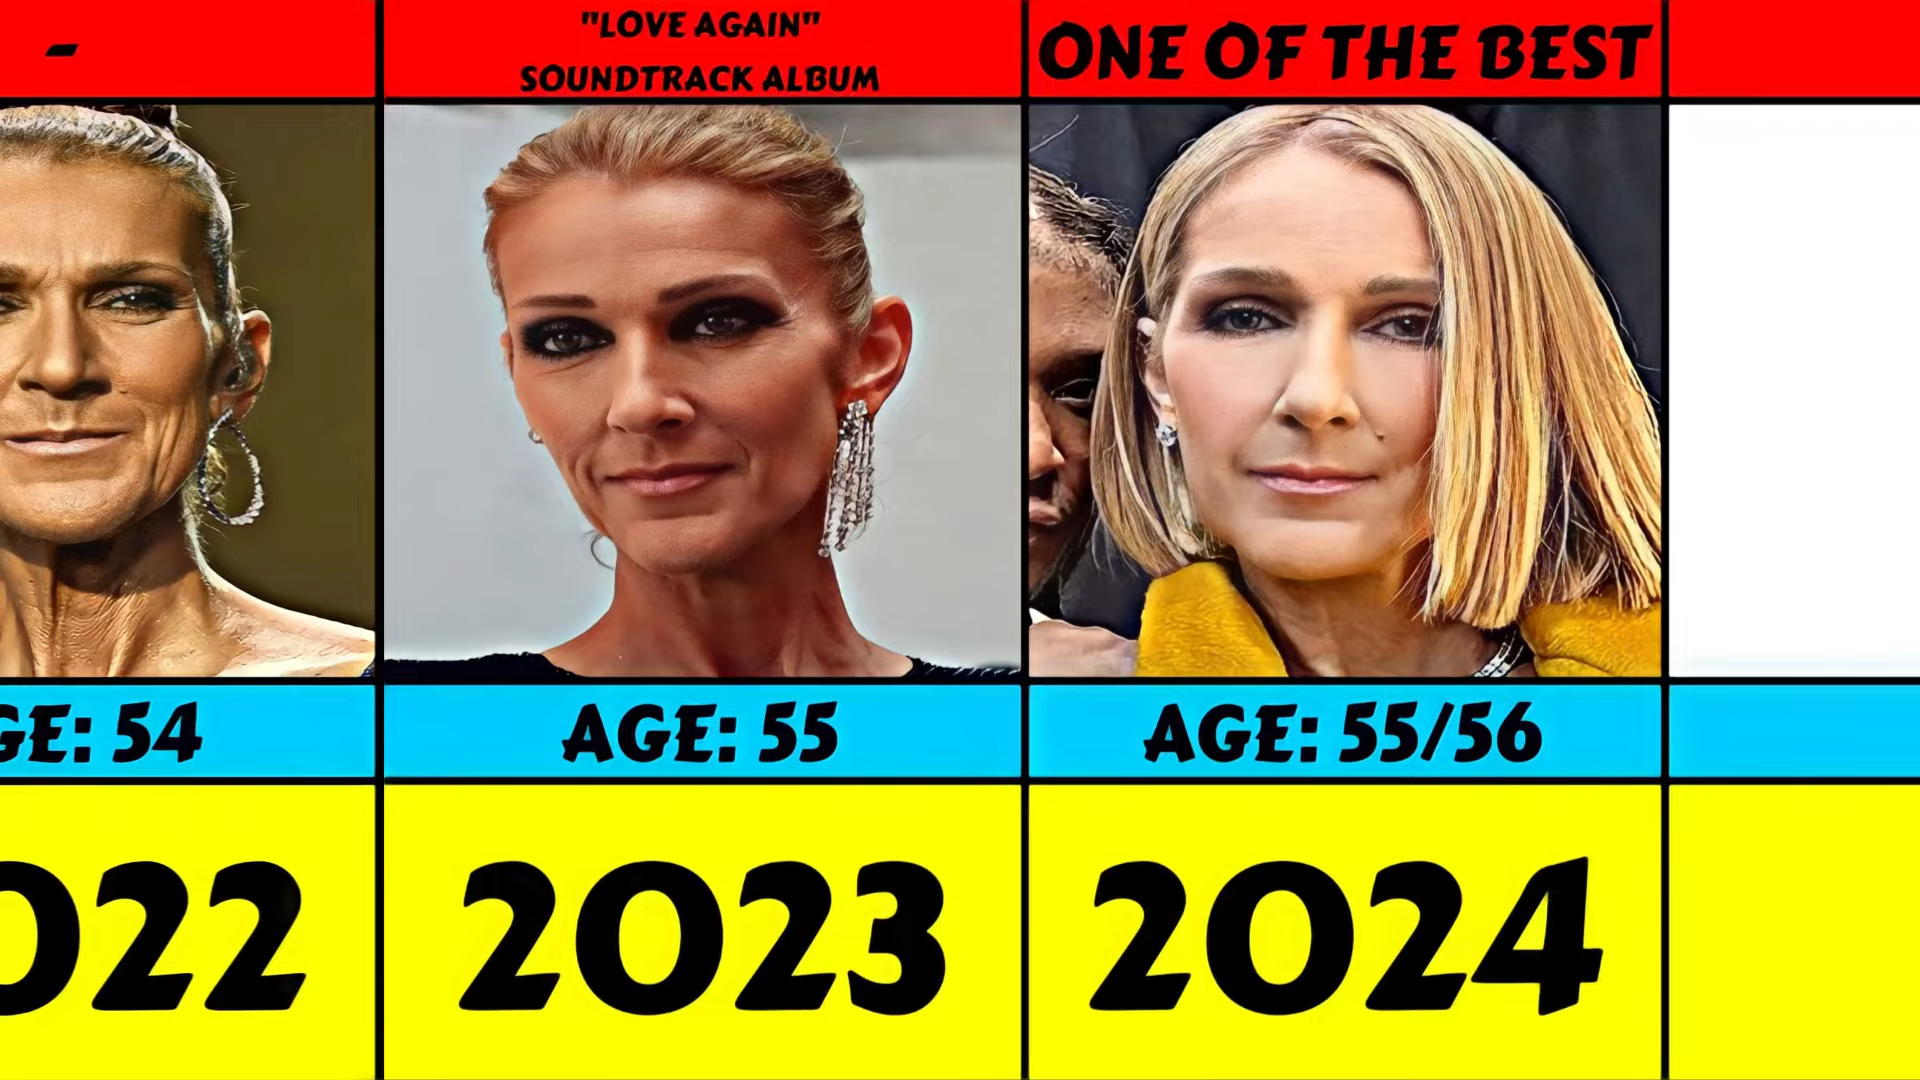 -
"LOVE AGAIN"
SOUNDTRACK ALBUM
ONE OF THE BEST
GE: 54
AGE: 55
AGE: 55/56
022
2023
2024